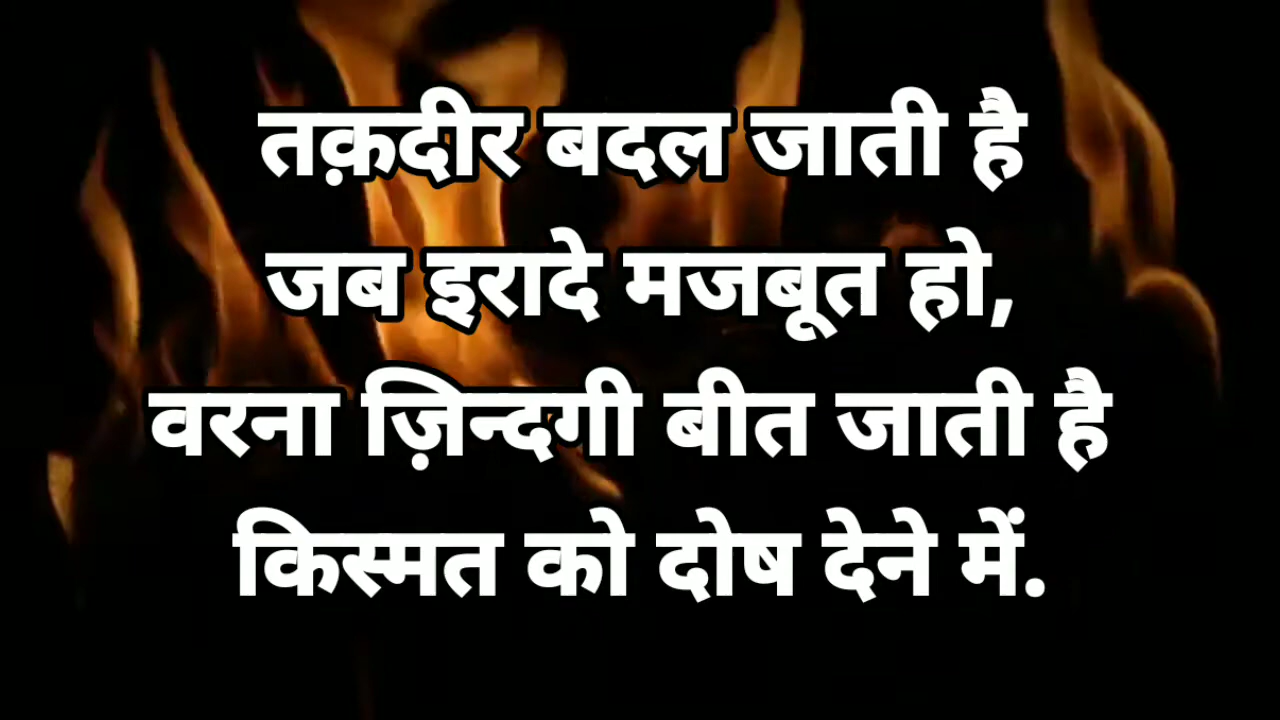 तक़दीर बदल जाती है
जब इरादे मजबूत हो,
वरना ज़िन्दगी बीत जाती है
किस्मत को दोष देने में.